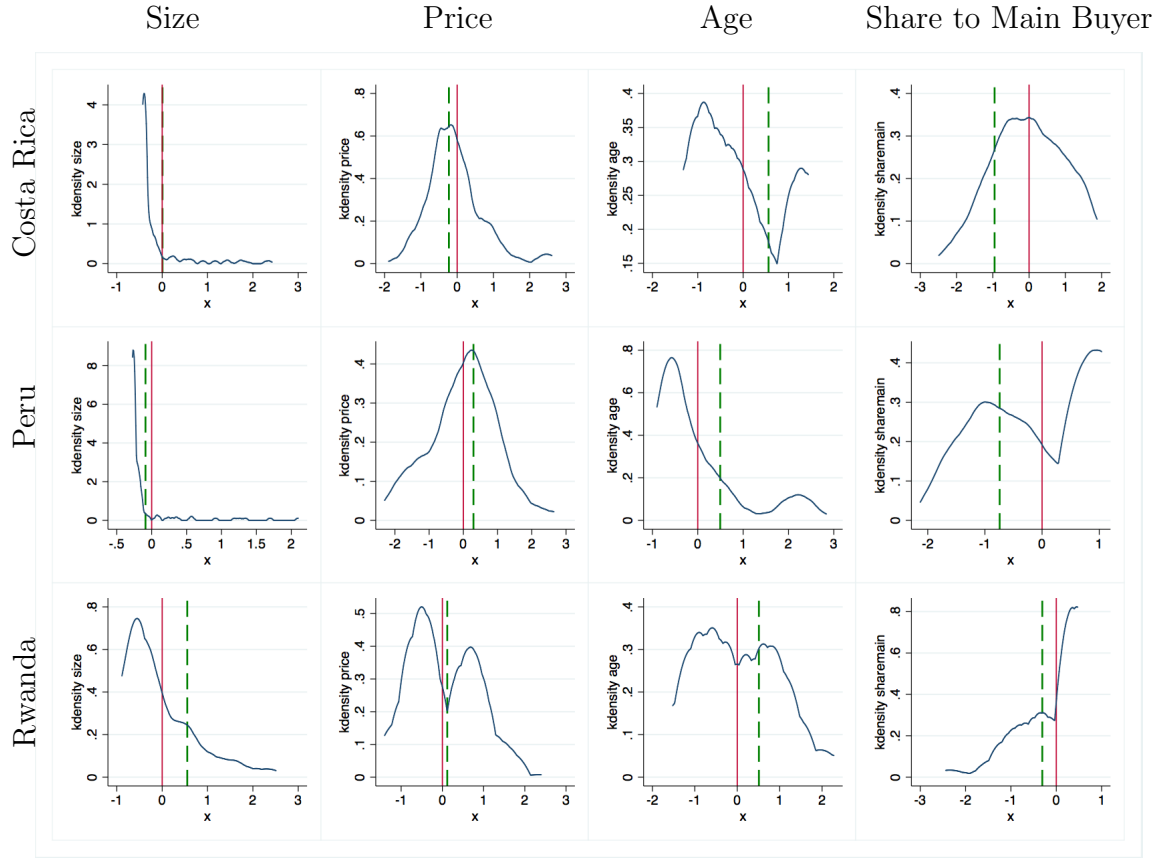 Size Price Age Share to Main Buyer
Costa Rica
kdensity size
0 1 2 3 4
-1 0 1 2 3
x
kdensity price
0 .2 .4 .6 .8
-2 -1 0 1 2 3
x
kdensity age
.15 .2 .25 .3 .35 .4
-2 -1 0 1 2
x
kdensity sharemain
0 .1 .2 .3 .4
-3 -2 -1 0 1 2
x
Peru
kdensity size
0 2 4 6 8
-.5 0 .5 1 1.5 2
x
kdensity price
0 .1 .2 .3 .4
-2 -1 0 1 2 3
x
kdensity age
0 .2 .4 .6 .8
-1 0 1 2 3
x
kdensity sharemain
0 .1 .2 .3 .4
-2 -1 0 1
x
Rwanda
kdensity size
0 .2 .4 .6 .8
-1 0 1 2 3
x
kdensity price
0 .1 .2 .3 .4 .5
-1 0 1 2 3
x
kdensity age
0 .1 .2 .3 .4
-2 -1 0 1 2
x
kdensity sharemain
0 .2 .4 .6 .8
-3 -2 -1 0 1
x